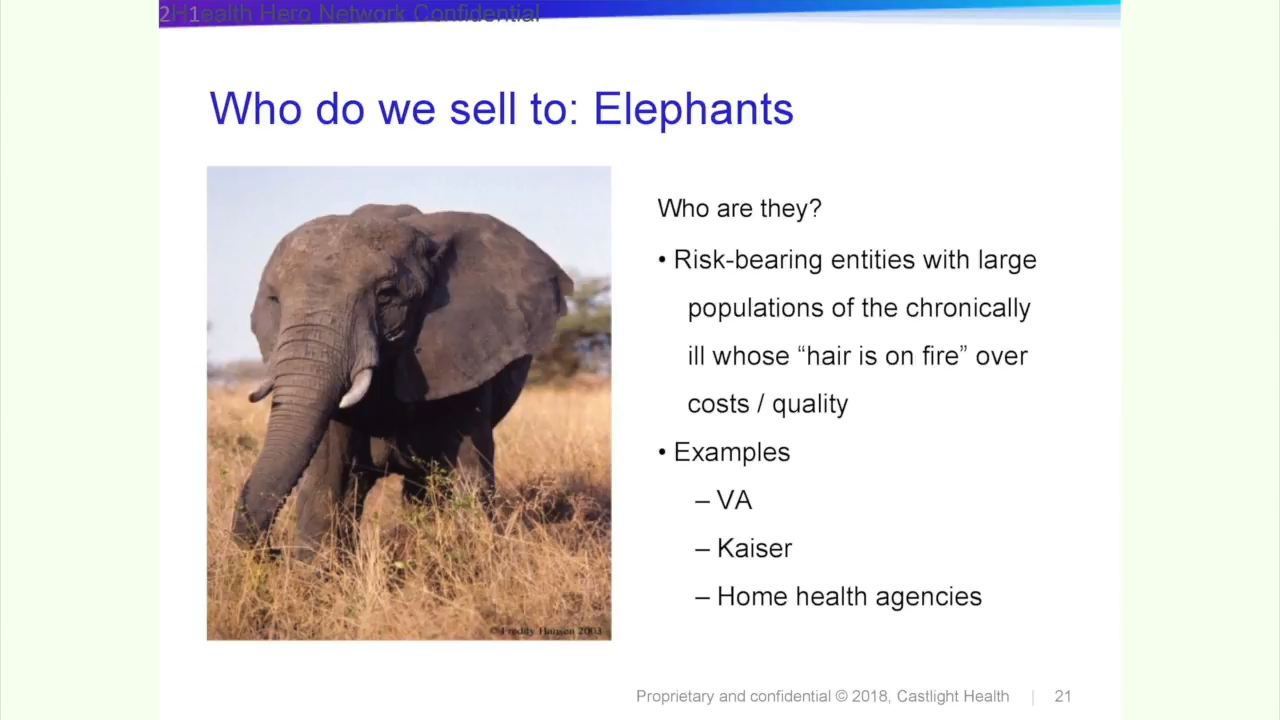 2H1ealth Hero Network Confidential
Who do we sell to: Elephants
Who are they?
• Risk-bearing entities with large
populations of the chronically
ill whose “hair is on fire” over
costs / quality
• Examples
– VA
– Kaiser
– Home health agencies
© Freddy Hansen 2003
Proprietary and confidential © 2018, Castlight Health | 21